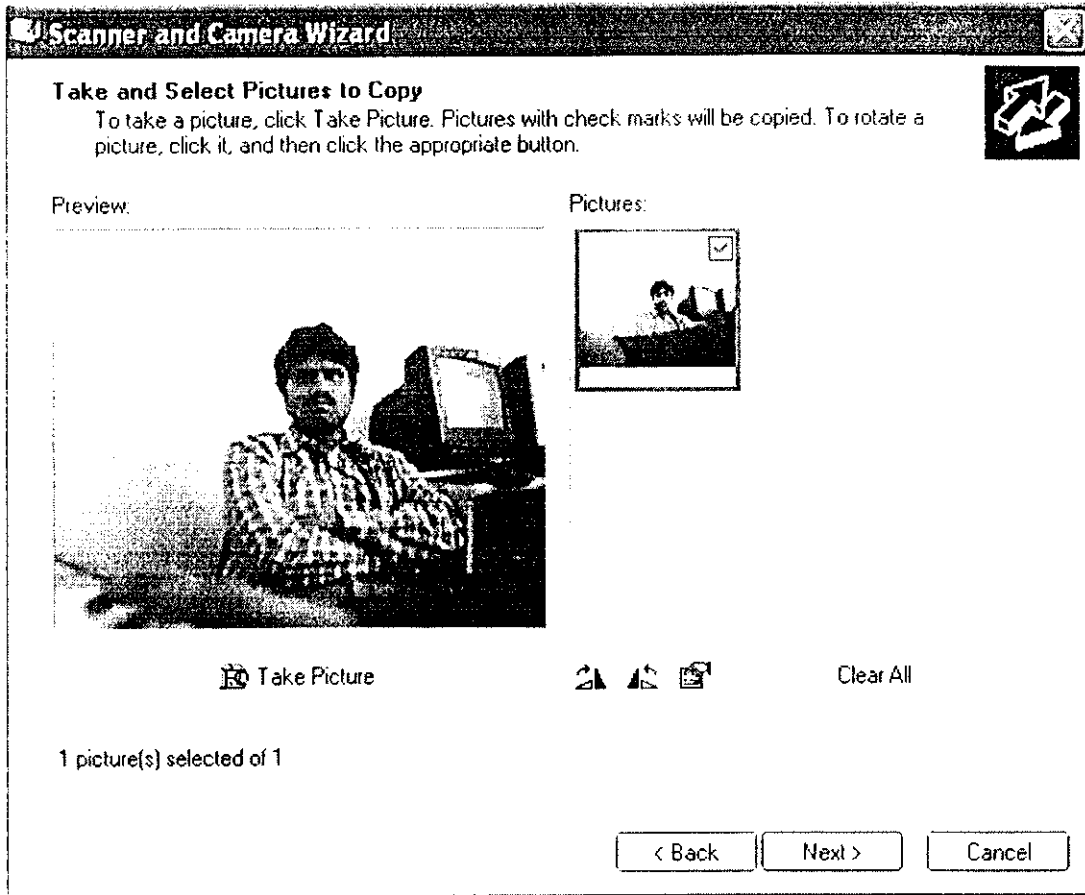 Scanner and Camera Wizard
Take and Select Pictures to Copy
To take a picture, click Take Picture. Pictures with check marks will be copied. To rotate a
picture, click it, and then click the appropriate button.
Preview:
Pictures:
Take Picture
Clear All
1 picture(s) selected of 1
< Back
Next >
Cancel